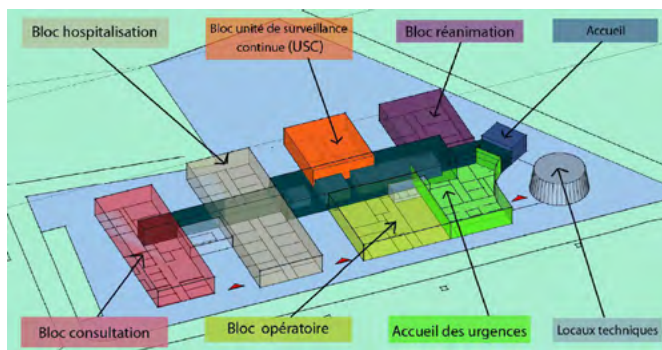 Bloc hospitalisation
Bloc unité de surveillance
continue (USC)
Bloc réanimation
Accueil
Bloc consultation
Bloc opératoire
Accueil des urgences
Locaux techniques